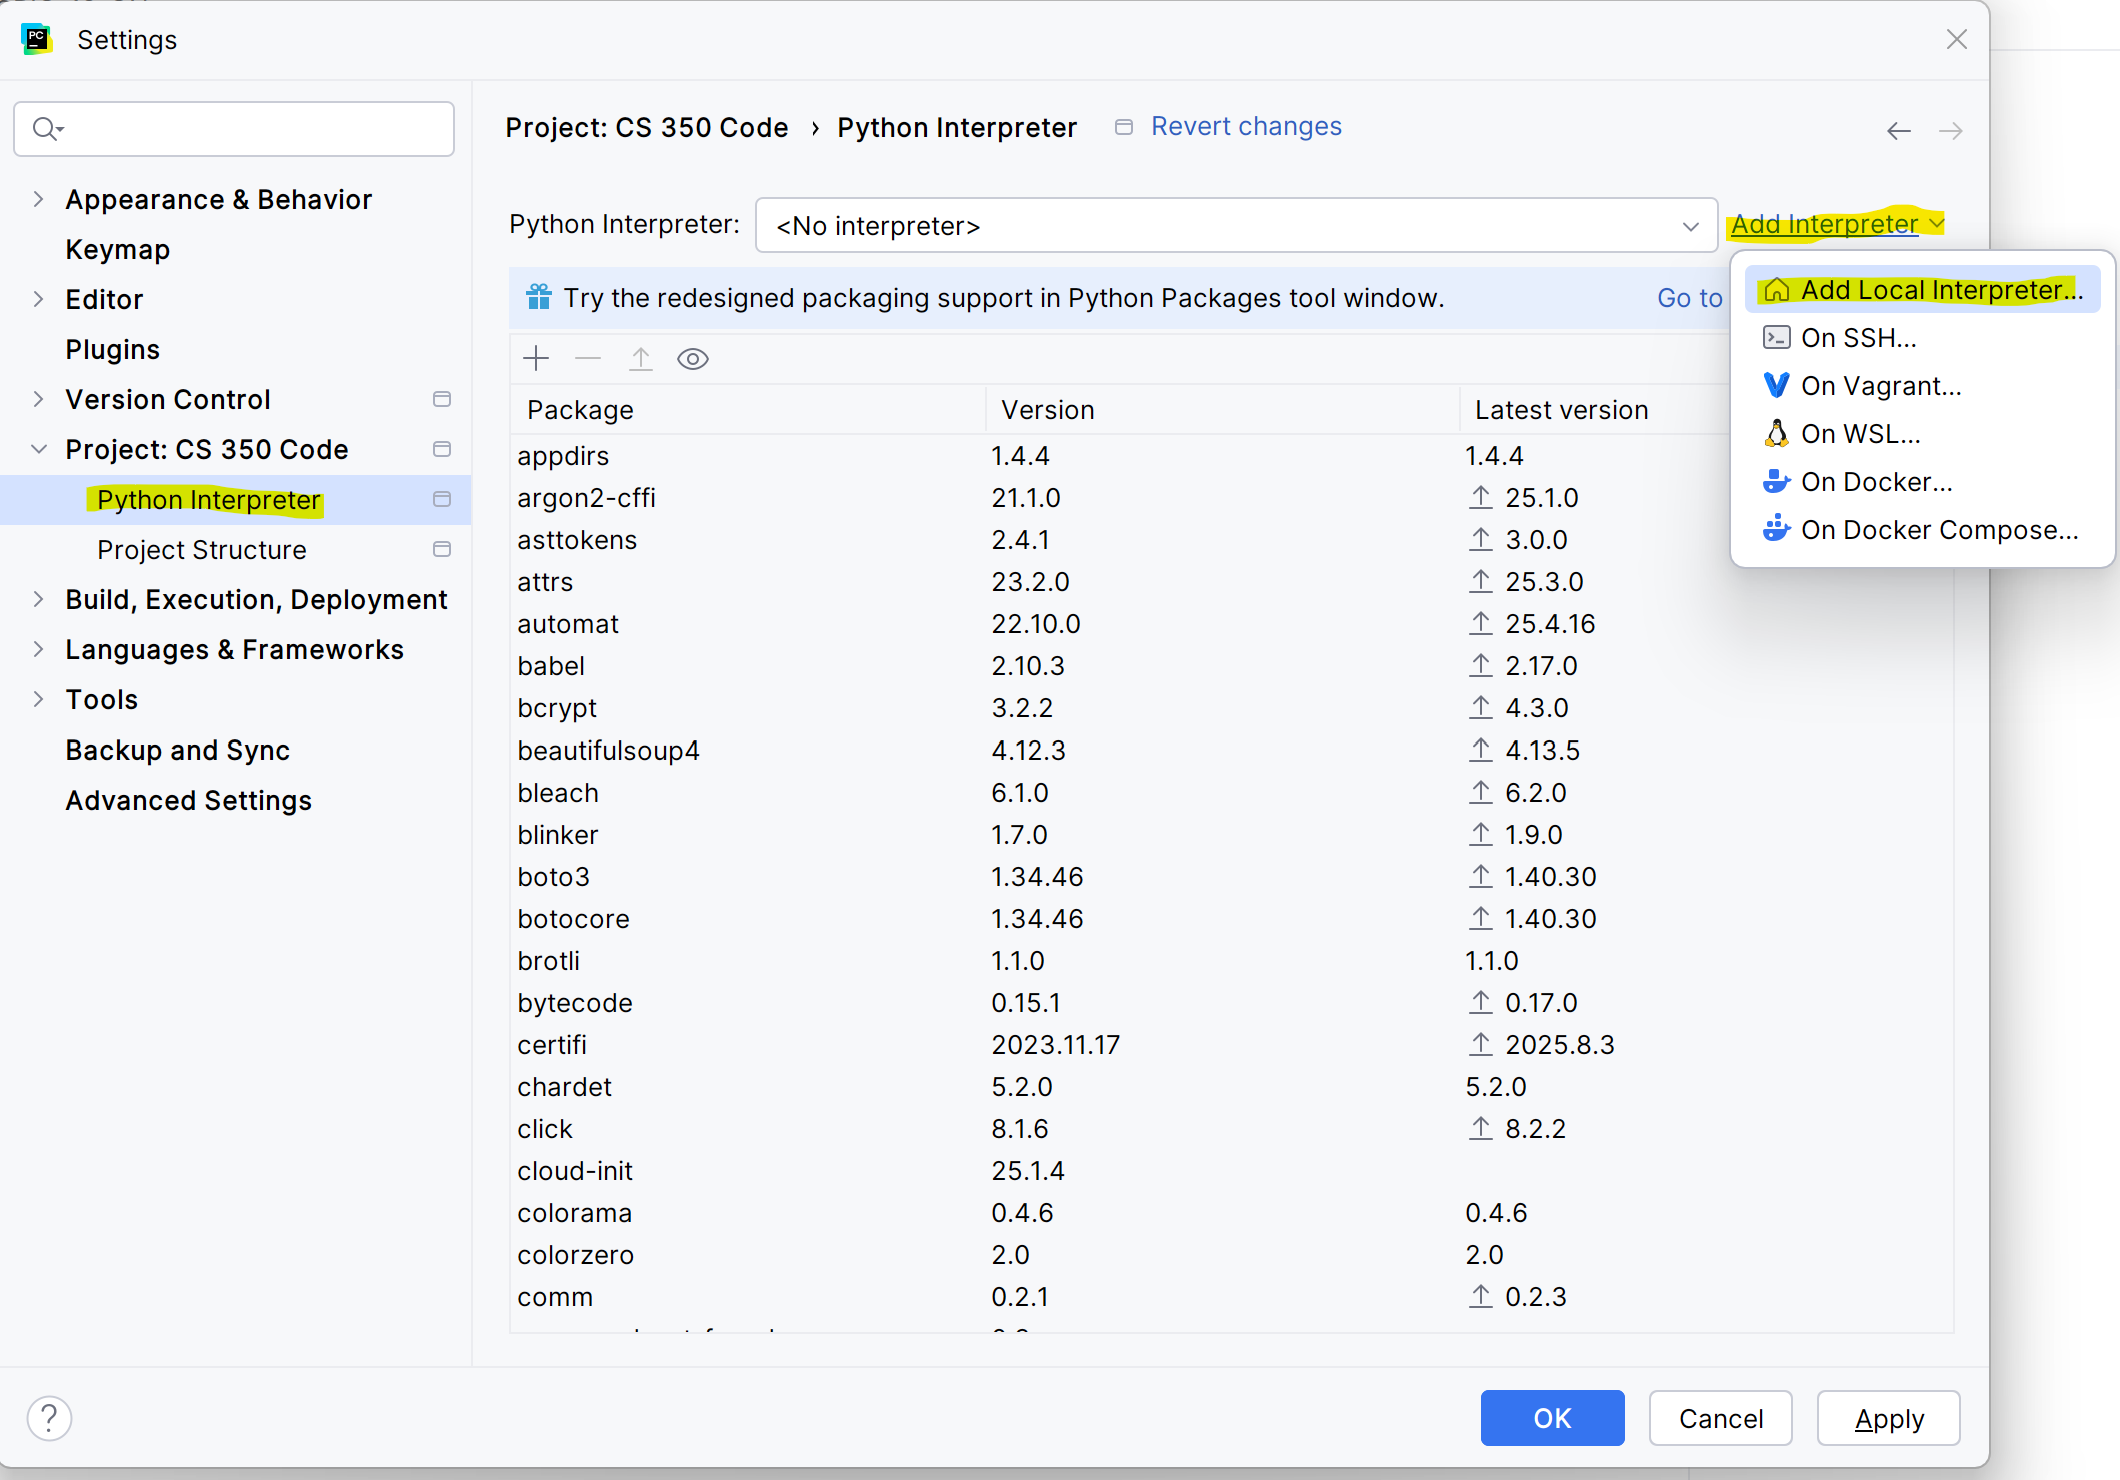 PC
Settings
Project: CS 350 Code › Python Interpreter Revert changes
Appearance & Behavior
Keymap
Editor
Plugins
Version Control
Project: CS 350 Code
Python Interpreter
Project Structure
Build, Execution, Deployment
Languages & Frameworks
Tools
Backup and Sync
Advanced Settings
Python Interpreter: <No interpreter> Add Interpreter
Try the redesigned packaging support in Python Packages tool window. Go to
Add Local Interpreter...
On SSH...
On Vagrant...
On WSL...
On Docker...
On Docker Compose...
Package Version Latest version
appdirs 1.4.4 1.4.4
argon2-cffi 21.1.0 25.1.0
asttokens 2.4.1 3.0.0
attrs 23.2.0 25.3.0
automat 22.10.0 25.4.16
babel 2.10.3 2.17.0
bcrypt 3.2.2 4.3.0
beautifulsoup4 4.12.3 4.13.5
bleach 6.1.0 6.2.0
blinker 1.7.0 1.9.0
boto3 1.34.46 1.40.30
botocore 1.34.46 1.40.30
brotli 1.1.0 1.1.0
bytecode 0.15.1 0.17.0
certifi 2023.11.17 2025.8.3
chardet 5.2.0 5.2.0
click 8.1.6 8.2.2
cloud-init 25.1.4
colorama 0.4.6 0.4.6
colorzero 2.0 2.0
comm 0.2.1 0.2.3
? OK Cancel Apply